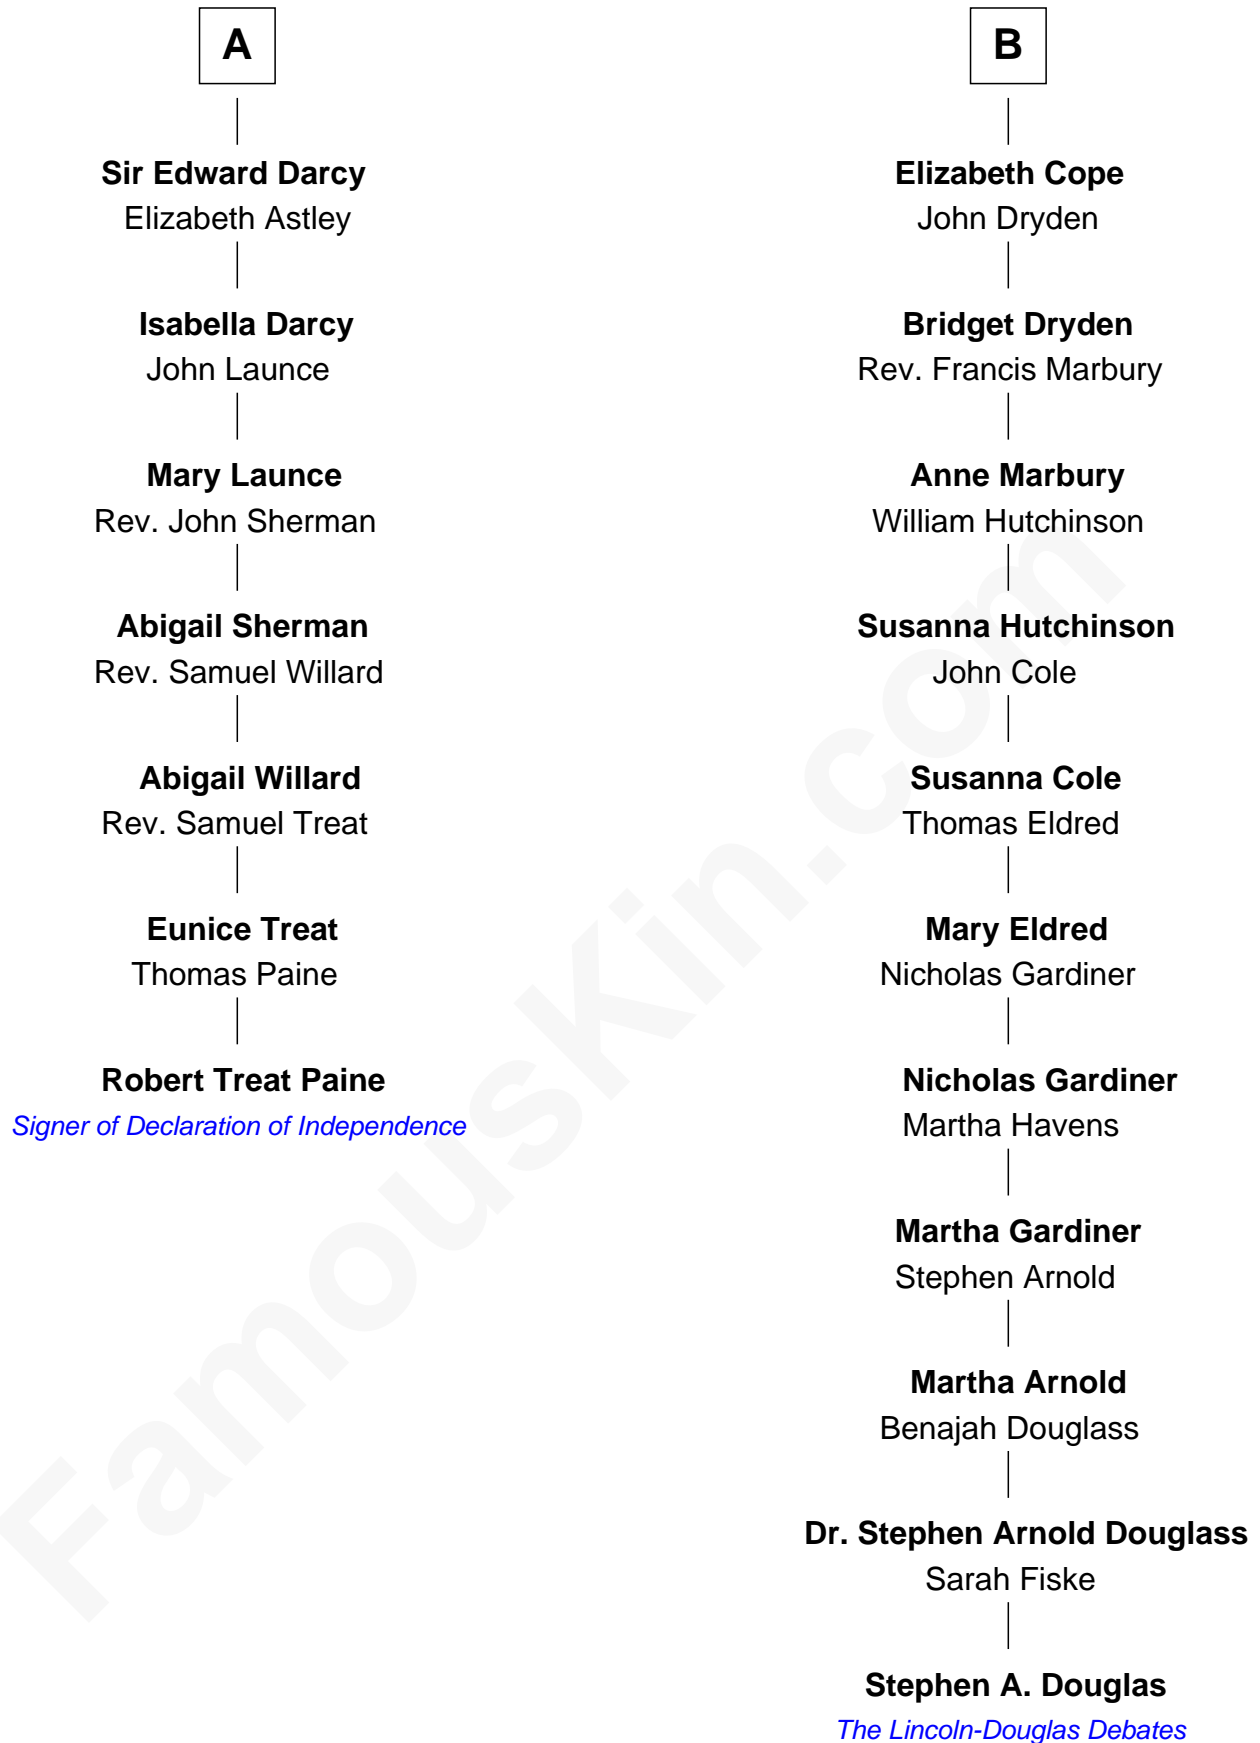 A
Sir Edward Darcy
Elizabeth Astley
Isabella Darcy
John Launce
Mary Launce
Rev. John Sherman
Abigail Sherman
Rev. Samuel Willard
Abigail Willard
Rev. Samuel Treat
Eunice Treat
Thomas Paine
Robert Treat Paine
Signer of Declaration of Independence
B
Elizabeth Cope
John Dryden
Bridget Dryden
Rev. Francis Marbury
Anne Marbury
William Hutchinson
Susanna Hutchinson
John Cole
Susanna Cole
Thomas Eldred
Mary Eldred
Nicholas Gardiner
Nicholas Gardiner
Martha Havens
Martha Gardiner
Stephen Arnold
Martha Arnold
Benajah Douglass
Dr. Stephen Arnold Douglass
Sarah Fiske
Stephen A. Douglas
The Lincoln-Douglas Debates
FamousKin.com